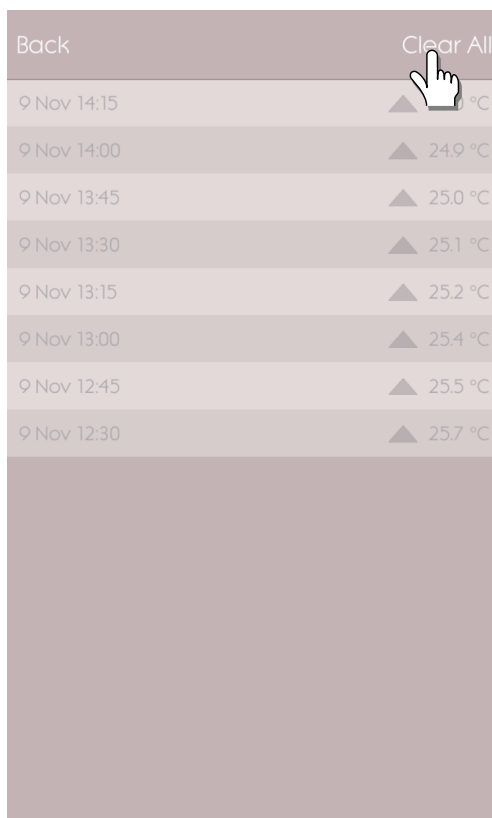 Back Clear All
9 Nov 14:15 °C
9 Nov 14:00 24.9 °C
9 Nov 13:45 25.0 °C
9 Nov 13:30 25.1 °C
9 Nov 13:15 25.2 °C
9 Nov 13:00 25.4 °C
9 Nov 12:45 25.5 °C
9 Nov 12:30 25.7 °C